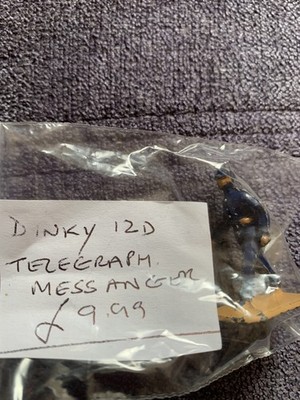 DINKY 12D
TELEGRAPH.
MESSANGER
£9.99